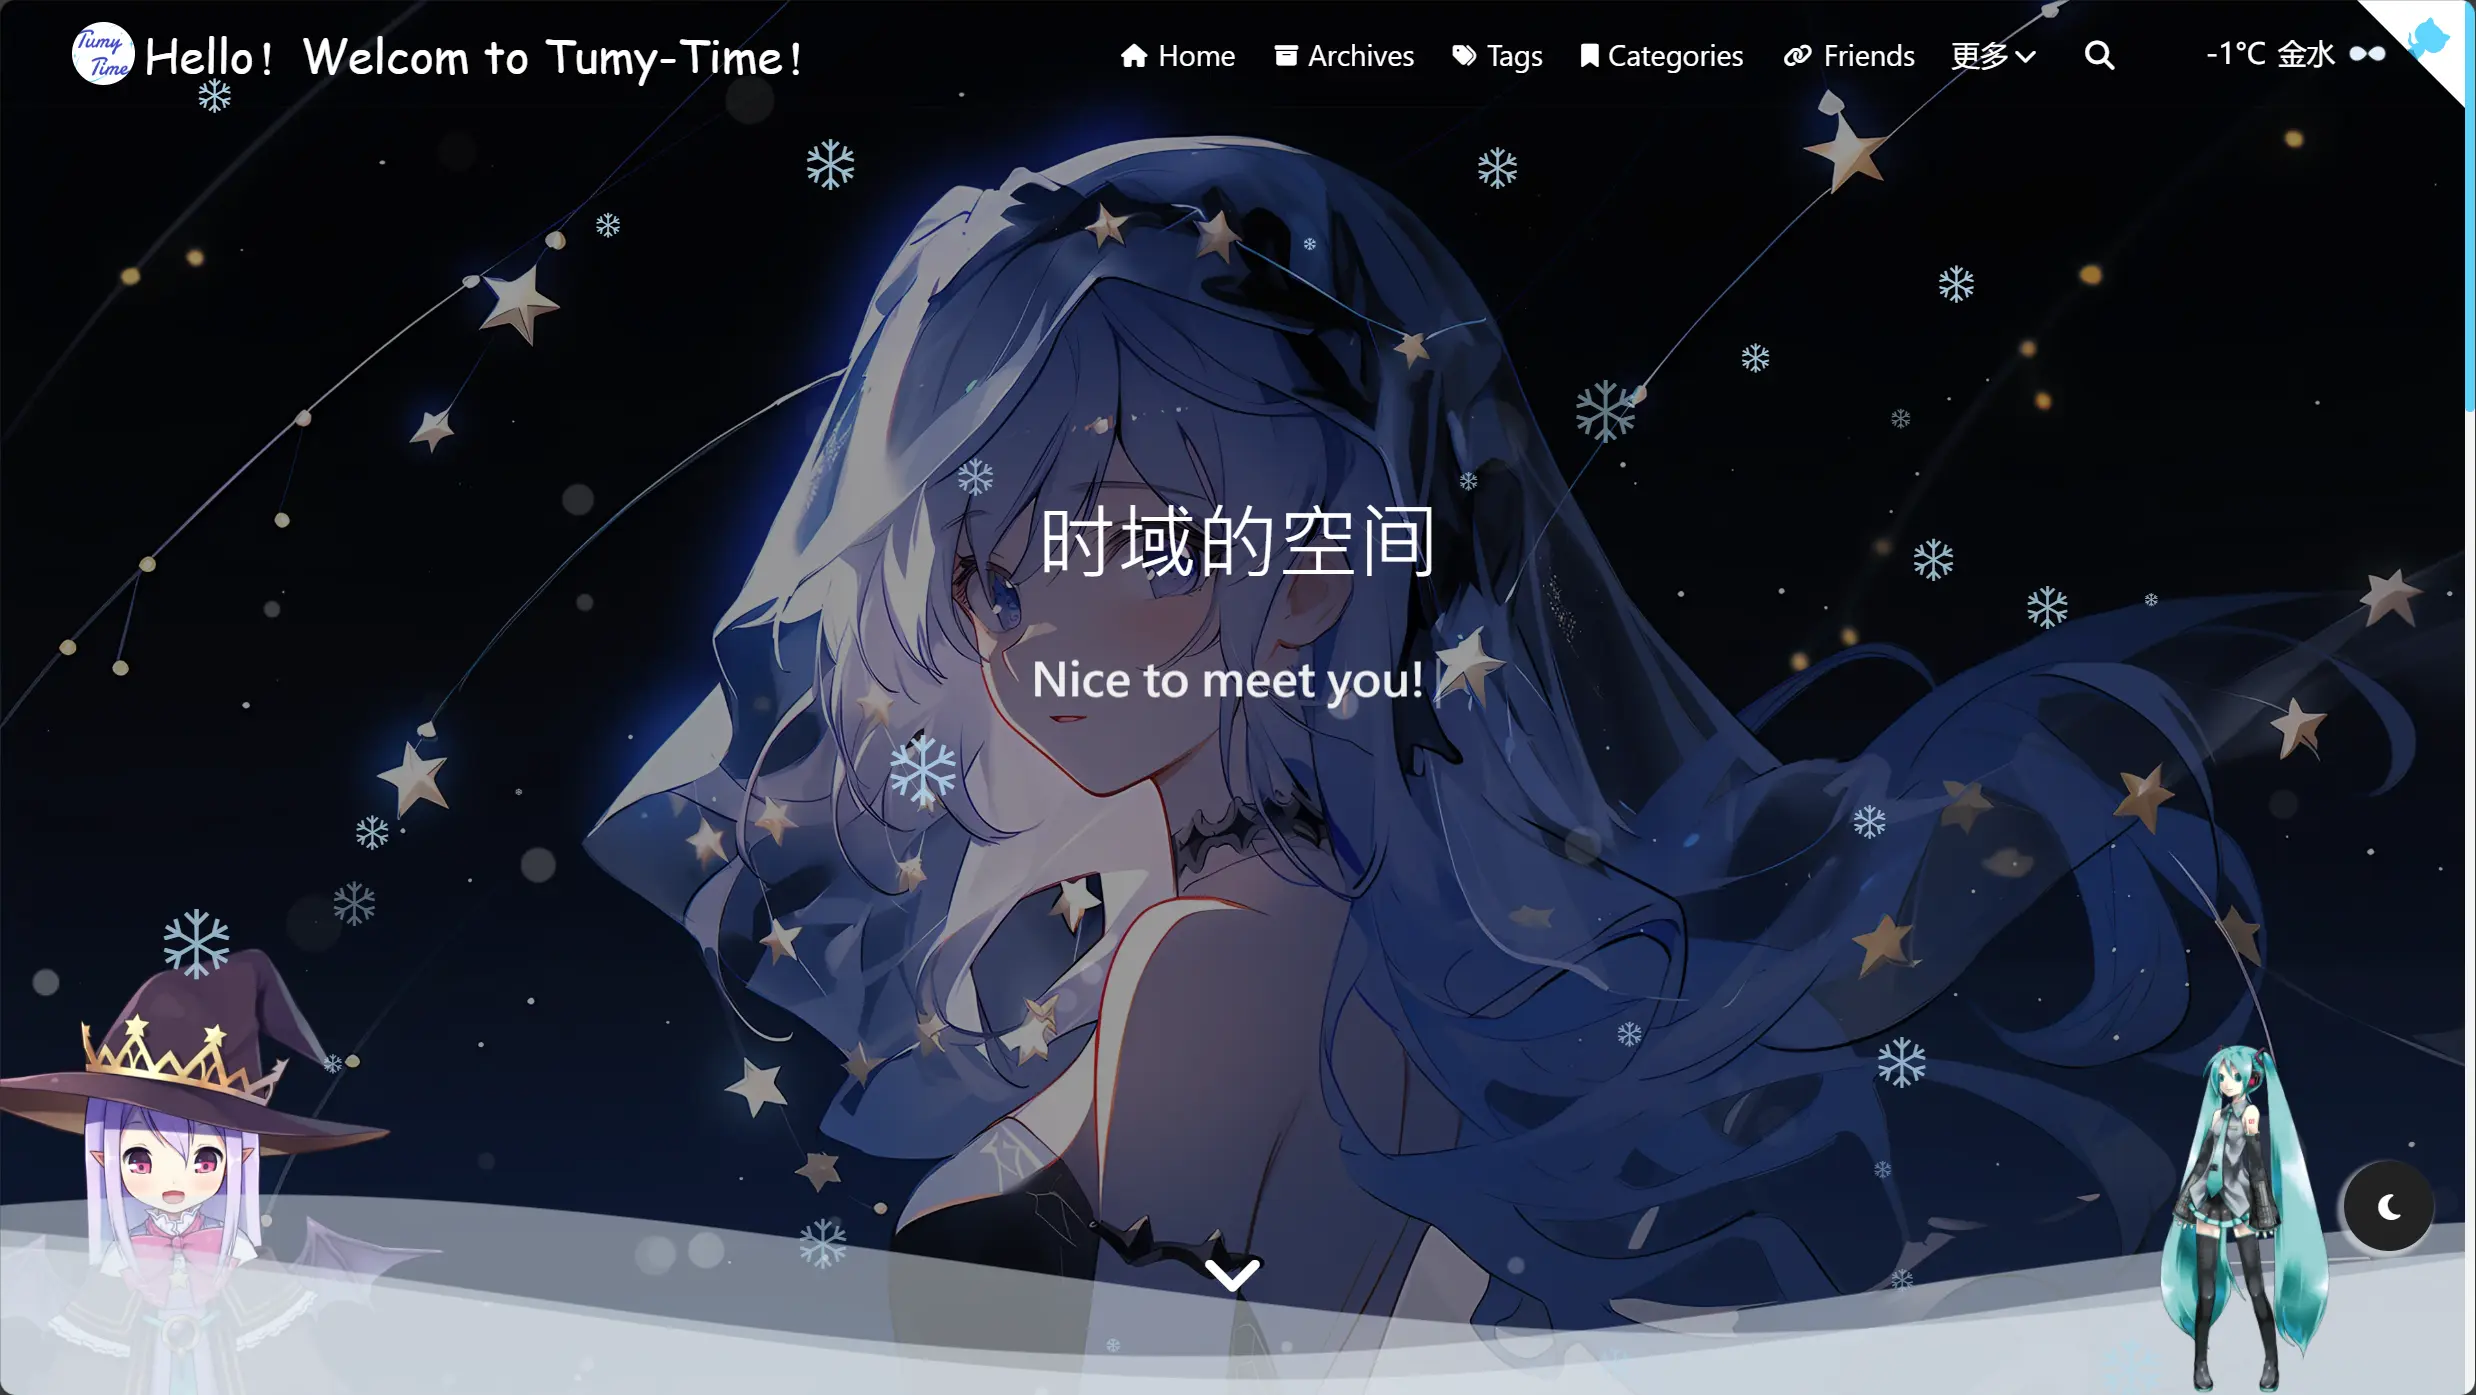 Tumy
Time
Hello! Welcom to Tumy-Time!
Home
Archives
Tags
Categories
Friends
更多
-1°C 金水
时域的空间
Nice to meet you!